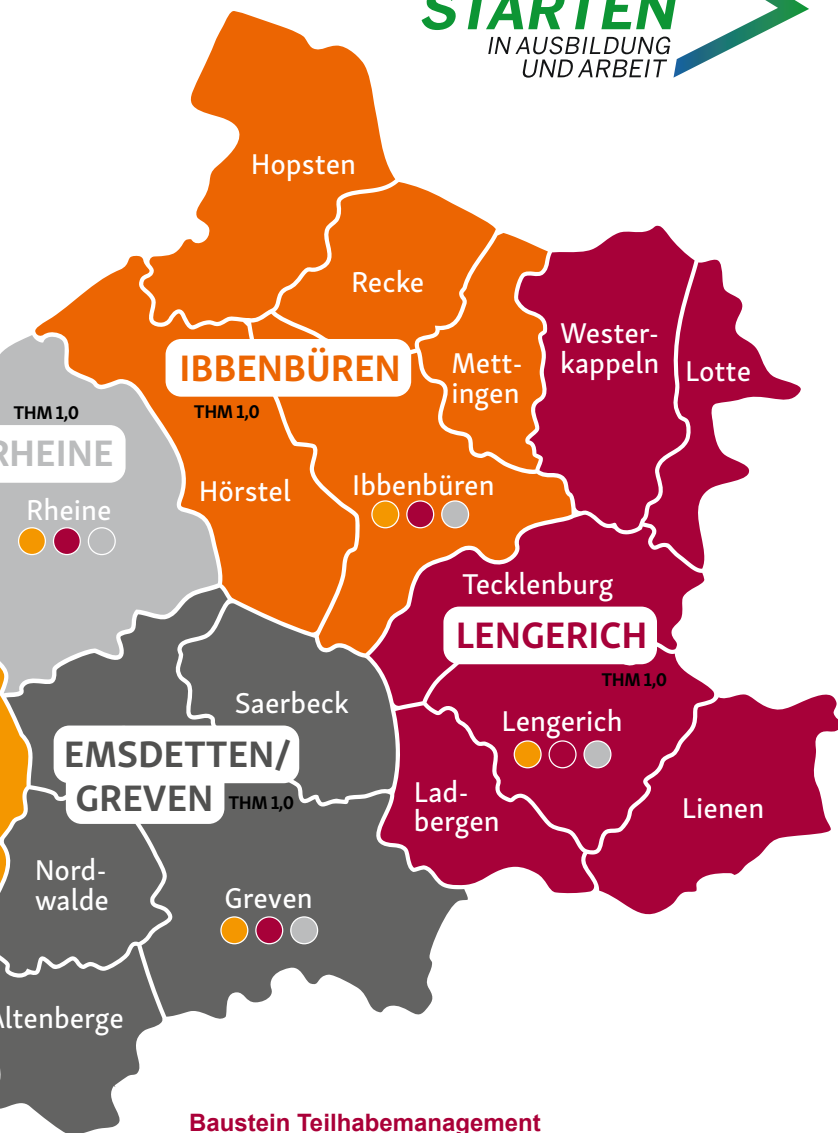 STARTEN
IN AUSBILDUNG
UND ARBEIT
Hopsten
Recke
IBBENBÜREN
THM 1,0
Mett-
ingen
Wester-
kappeln
Lotte
THM 1,0
RHEINE
Rheine
Hörstel
Ibbenbüren
Tecklenburg
LENGERICH
THM 1,0
Saerbeck
Lengerich
EMSDETTEN/
GREVEN
THM 1,0
Lad-
bergen
Lienen
Nord-
walde
Greven
Altenberge
Baustein Teilhabemanagement